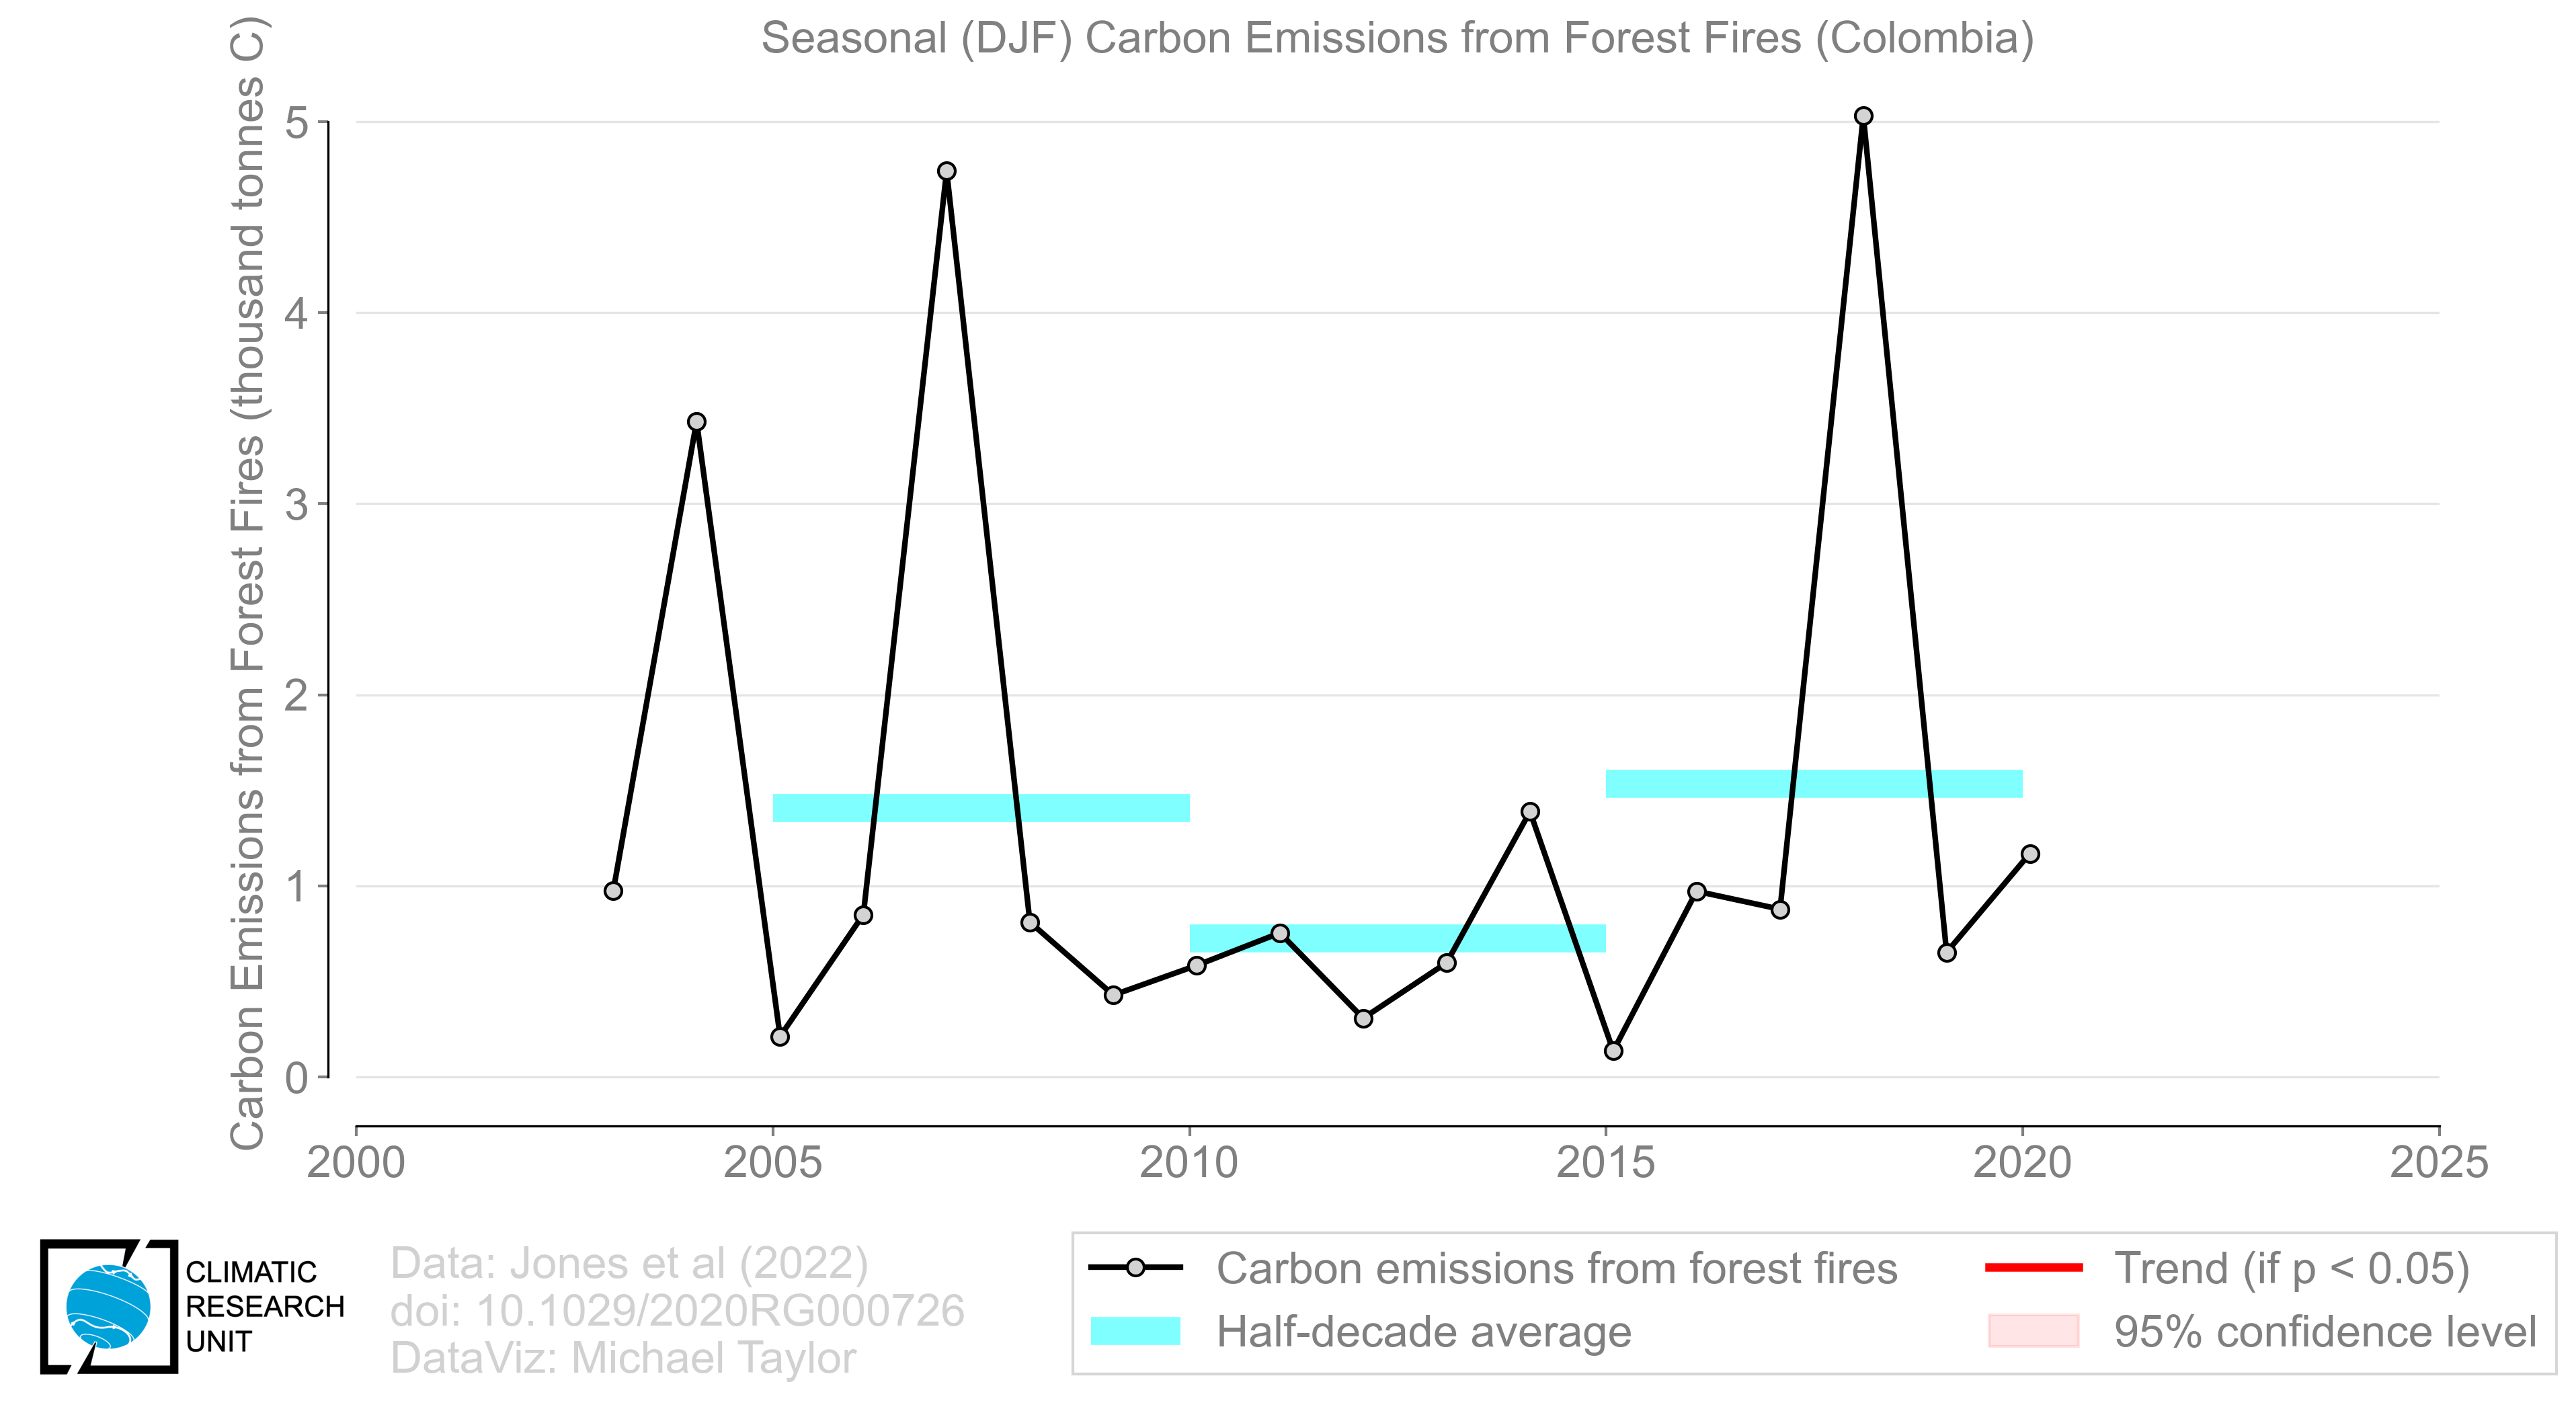 Seasonal (DJF) Carbon Emissions from Forest Fires (Colombia)
Carbon Emissions from Forest Fires (thousand tonnes C)
5
4
3
2
1
0
2000 2005 2010 2015 2020 2025
CLIMATIC
RESEARCH
UNIT
Data: Jones et al (2022)
doi: 10.1029/2020RG000726
DataViz: Michael Taylor
Carbon emissions from forest fires
Half-decade average
Trend (if p < 0.05)
95% confidence level